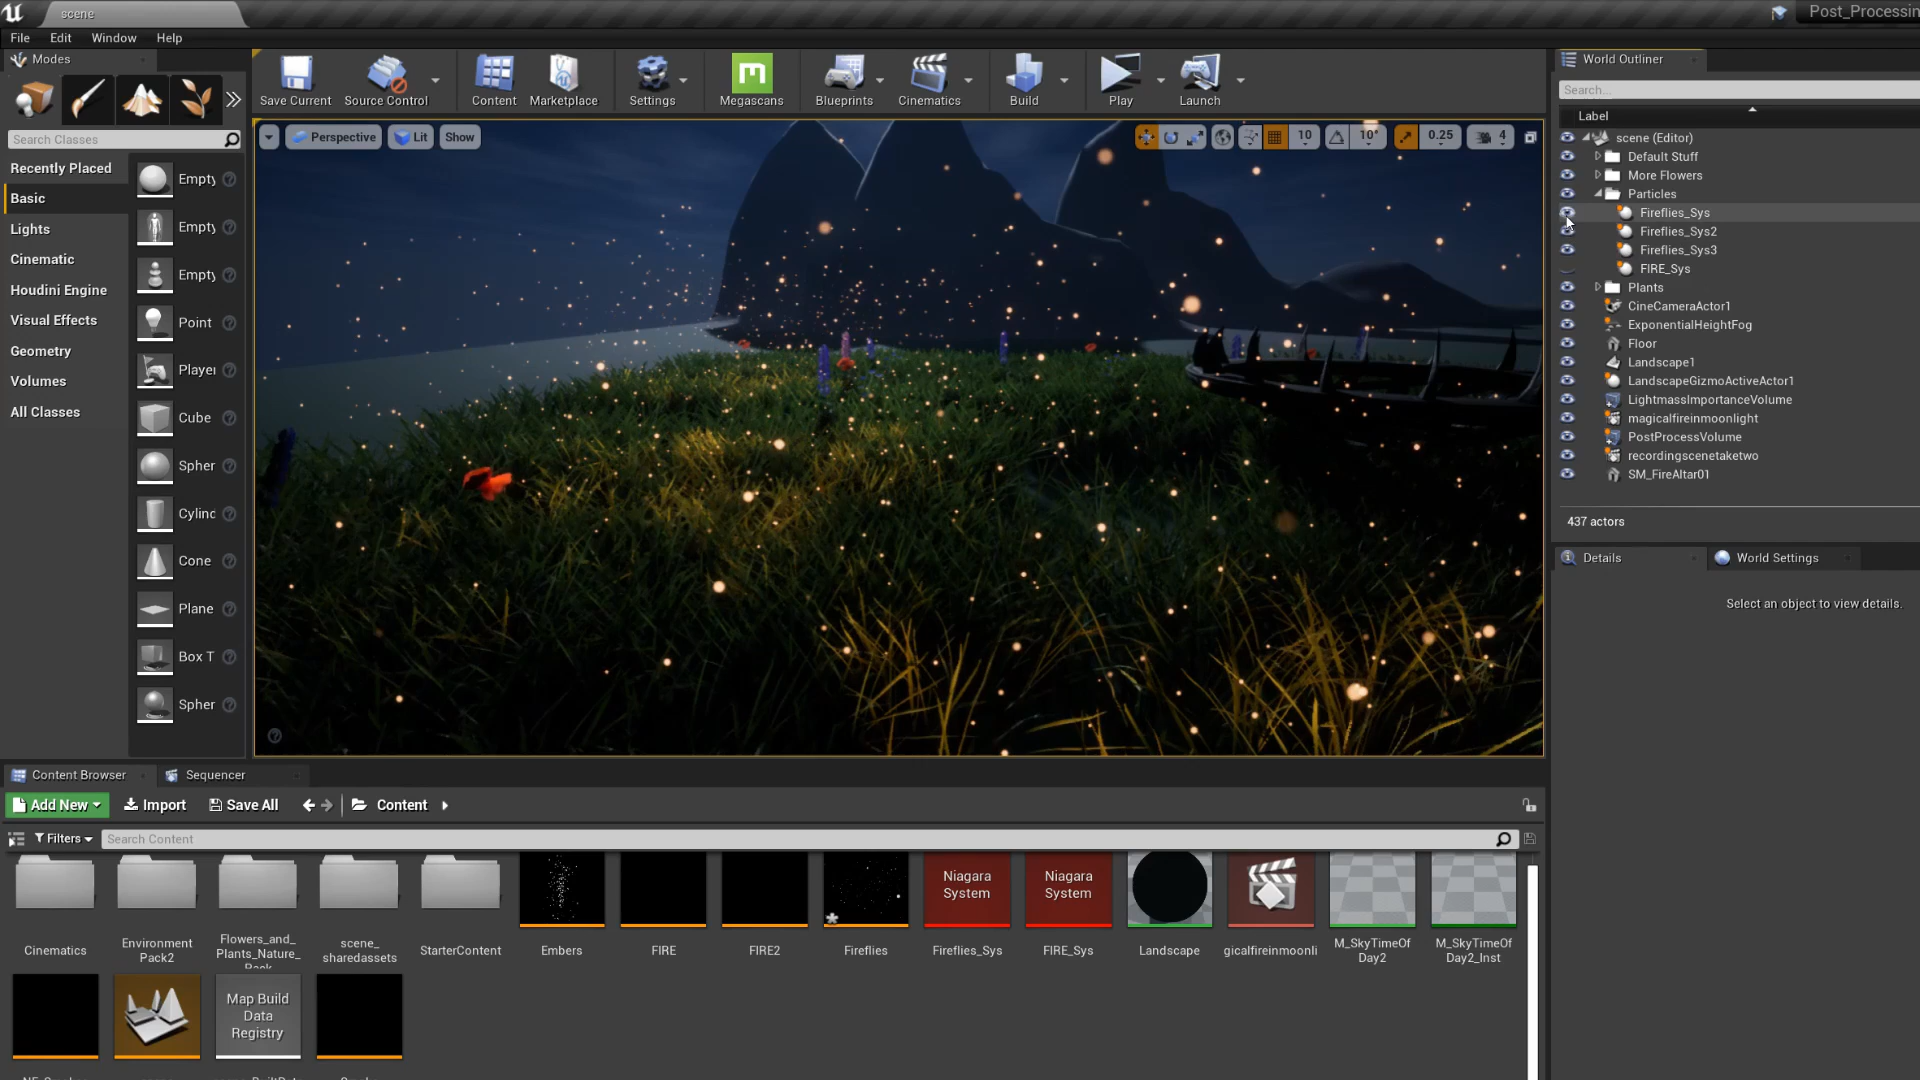 scene
Post_Processin
File Edit Window Help
Modes
Search Classes
Recently Placed
Basic
Lights
Cinematic
Houdini Engine
Visual Effects
Geometry
Volumes
All Classes
Empty
Empty
Empty
Point
Player
Cube
Spher
Cylinc
Cone
Plane
Box T
Spher
Save Current
Source Control
Content
Marketplace
Settings
Megascans
Blueprints
Cinematics
Build
Play
Launch
Perspective
Lit
Show
10
10°
0.25
4
World Outliner
Search...
Label
scene (Editor)
Default Stuff
More Flowers
Particles
Fireflies_Sys
Fireflies_Sys2
Fireflies_Sys3
FIRE_Sys
Plants
CineCameraActor1
ExponentialHeightFog
Floor
Landscape1
LandscapeGizmoActiveActor1
LightmassImportanceVolume
magicalfireinmoonlight
PostProcessVolume
recordingscenetaketwo
SM_FireAltar01
437 actors
Details
World Settings
Select an object to view details.
Content Browser
Sequencer
Add New
Import
Save All
Content
Filters
Search Content
Niagara
System
Niagara
System
Cinematics
Environment
Pack2
Flowers_and_
Plants_Nature_
scene_
sharedassets
StarterContent
Embers
FIRE
FIRE2
Fireflies
Fireflies_Sys
FIRE_Sys
Landscape
gicalfireinmoonli
M_SkyTimeOf
Day2
M_SkyTimeOf
Day2_Inst
Map Build
Data
Registry